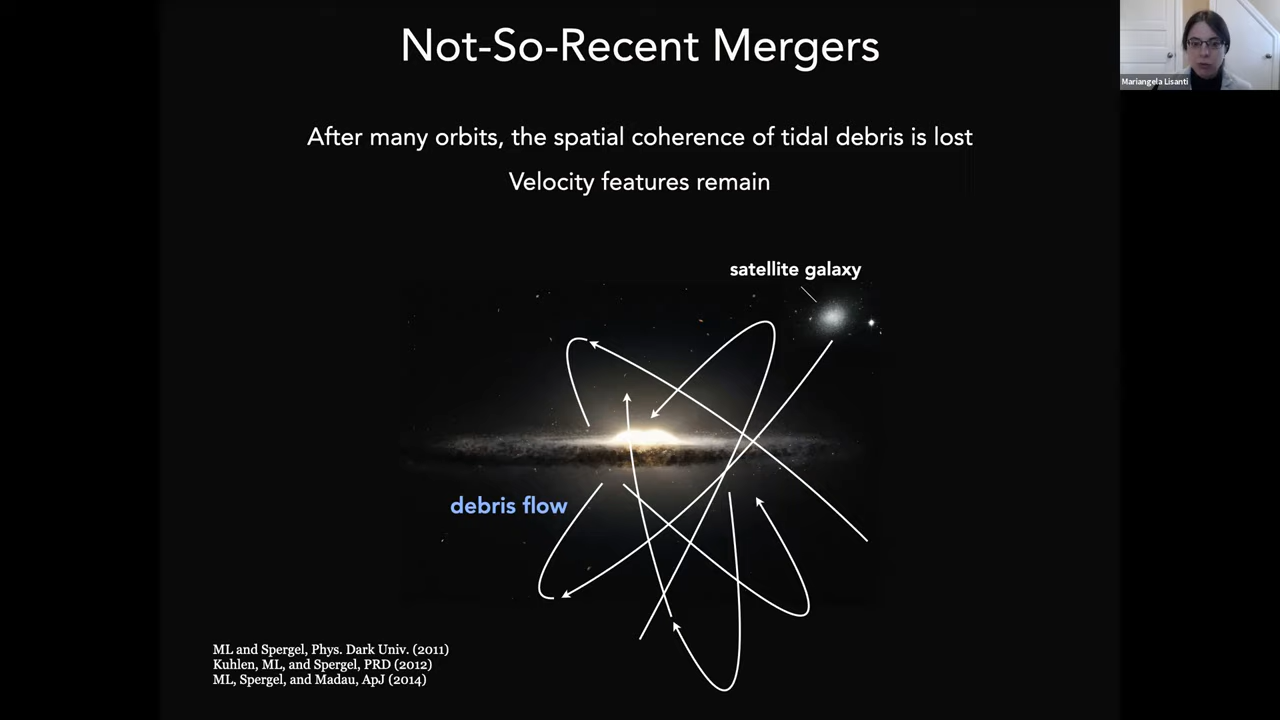 Not-So-Recent Mergers
Mariangela Lisanti
After many orbits, the spatial coherence of tidal debris is lost
Velocity features remain
satellite galaxy
debris flow
ML and Spergel, Phys. Dark Univ. (2011)
Kuhlen, ML, and Spergel, PRD (2012)
ML, Spergel, and Madau, ApJ (2014)